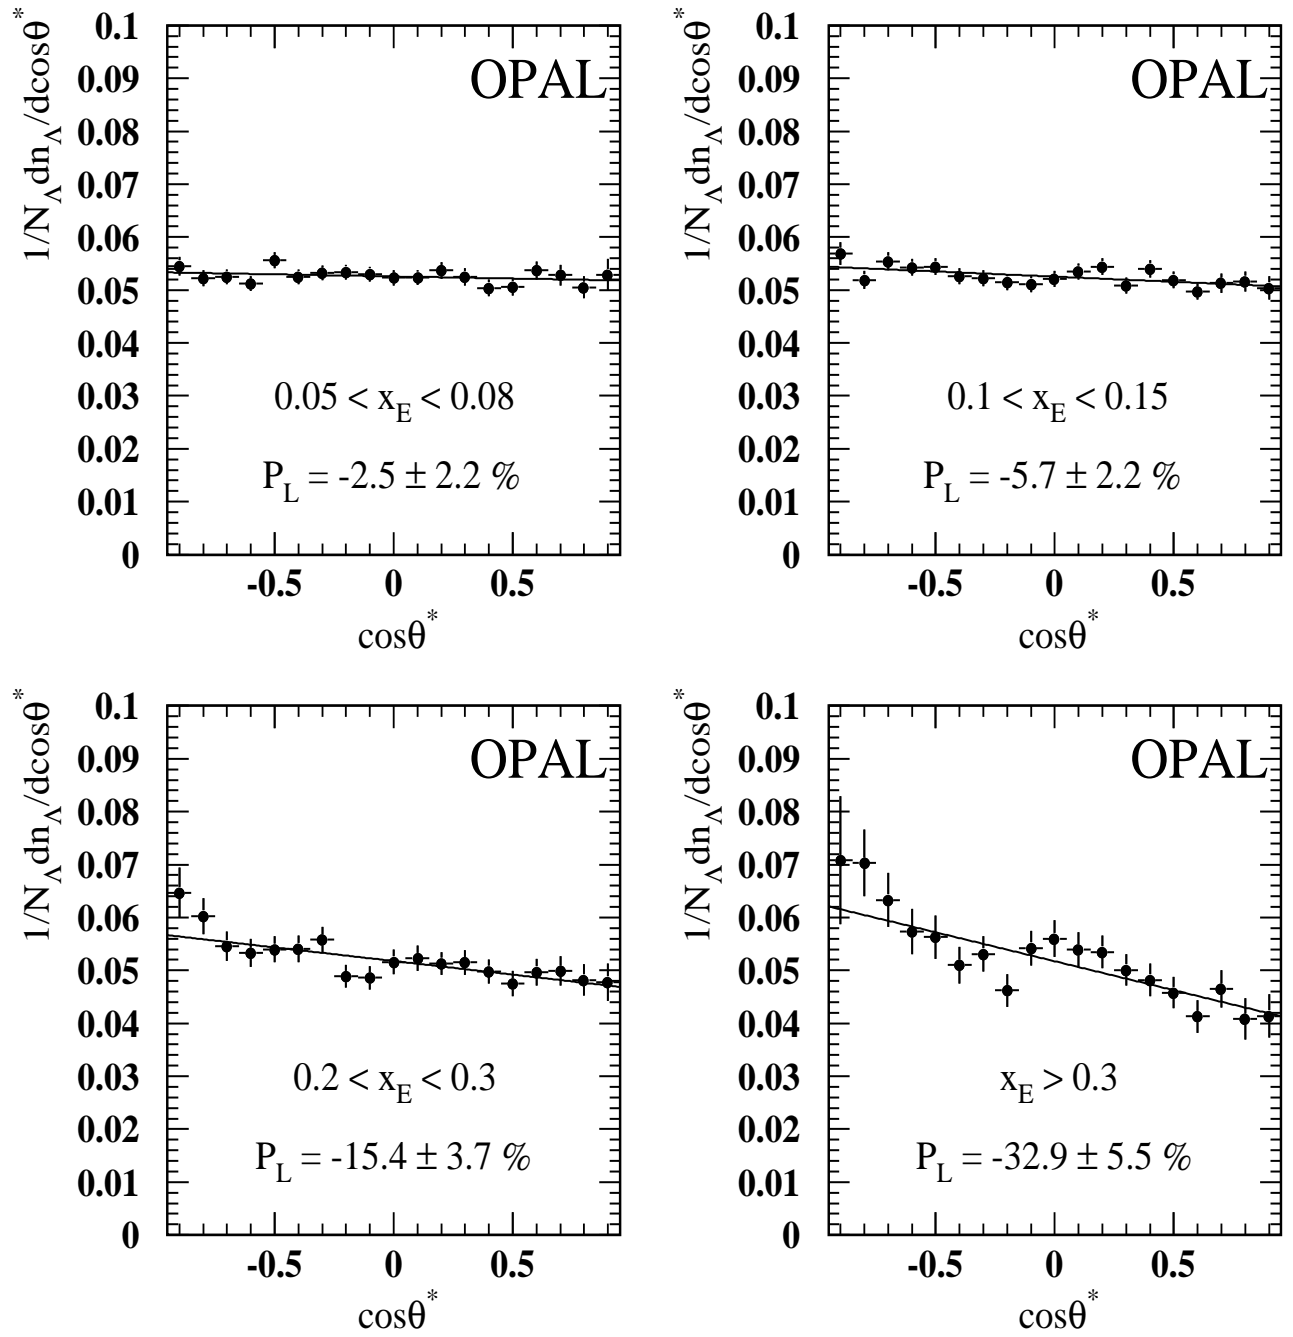 OPAL
1/N_Λ dn_Λ/dcosθ*
0.1
0.09
0.08
0.07
0.06
0.05
0.04
0.03
0.02
0.01
0
0.05 < x_E < 0.08
P_L = -2.5 ± 2.2 %
-0.5 0 0.5
cosθ*
OPAL
1/N_Λ dn_Λ/dcosθ*
0.1
0.09
0.08
0.07
0.06
0.05
0.04
0.03
0.02
0.01
0
0.1 < x_E < 0.15
P_L = -5.7 ± 2.2 %
-0.5 0 0.5
cosθ*
OPAL
1/N_Λ dn_Λ/dcosθ*
0.1
0.09
0.08
0.07
0.06
0.05
0.04
0.03
0.02
0.01
0
0.2 < x_E < 0.3
P_L = -15.4 ± 3.7 %
-0.5 0 0.5
cosθ*
OPAL
1/N_Λ dn_Λ/dcosθ*
0.1
0.09
0.08
0.07
0.06
0.05
0.04
0.03
0.02
0.01
0
x_E > 0.3
P_L = -32.9 ± 5.5 %
-0.5 0 0.5
cosθ*